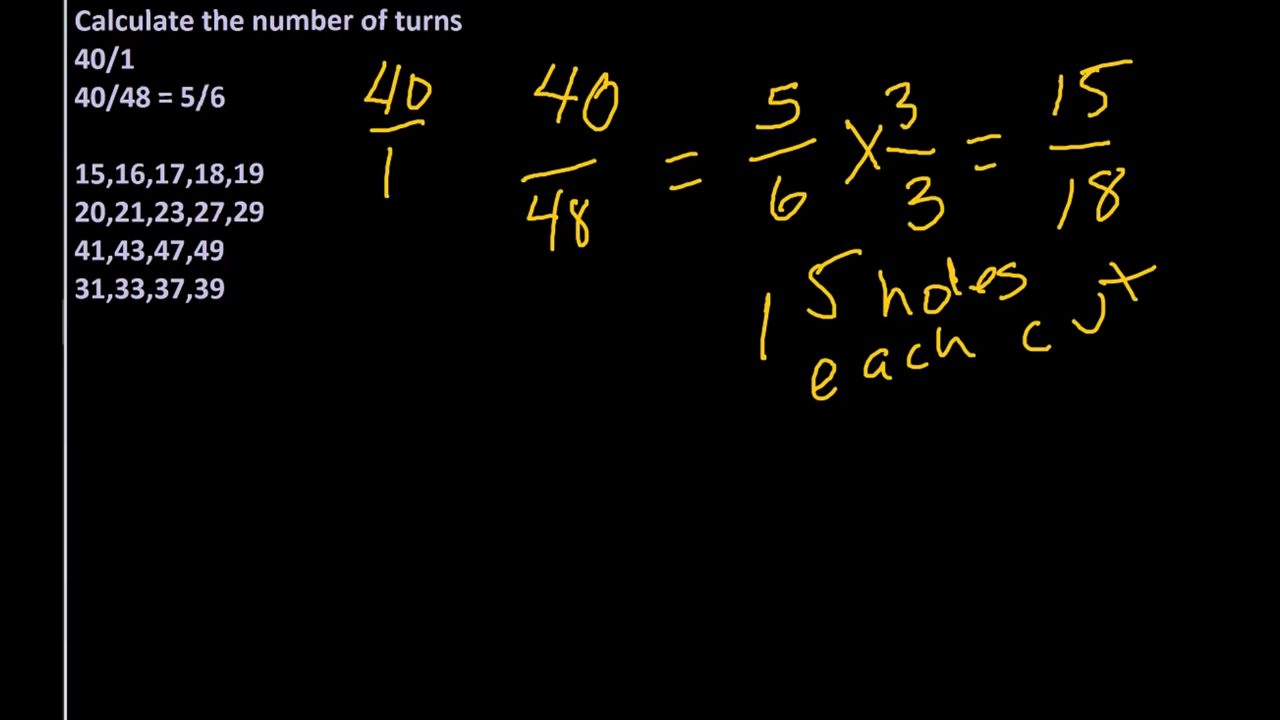 Calculate the number of turns
40/1
40/48 = 5/6
15,16,17,18,19
20,21,23,27,29
41,43,47,49
31,33,37,39
40/1 40/48 = 5/6 × 3/3 = 15/18
15 holes
each cut